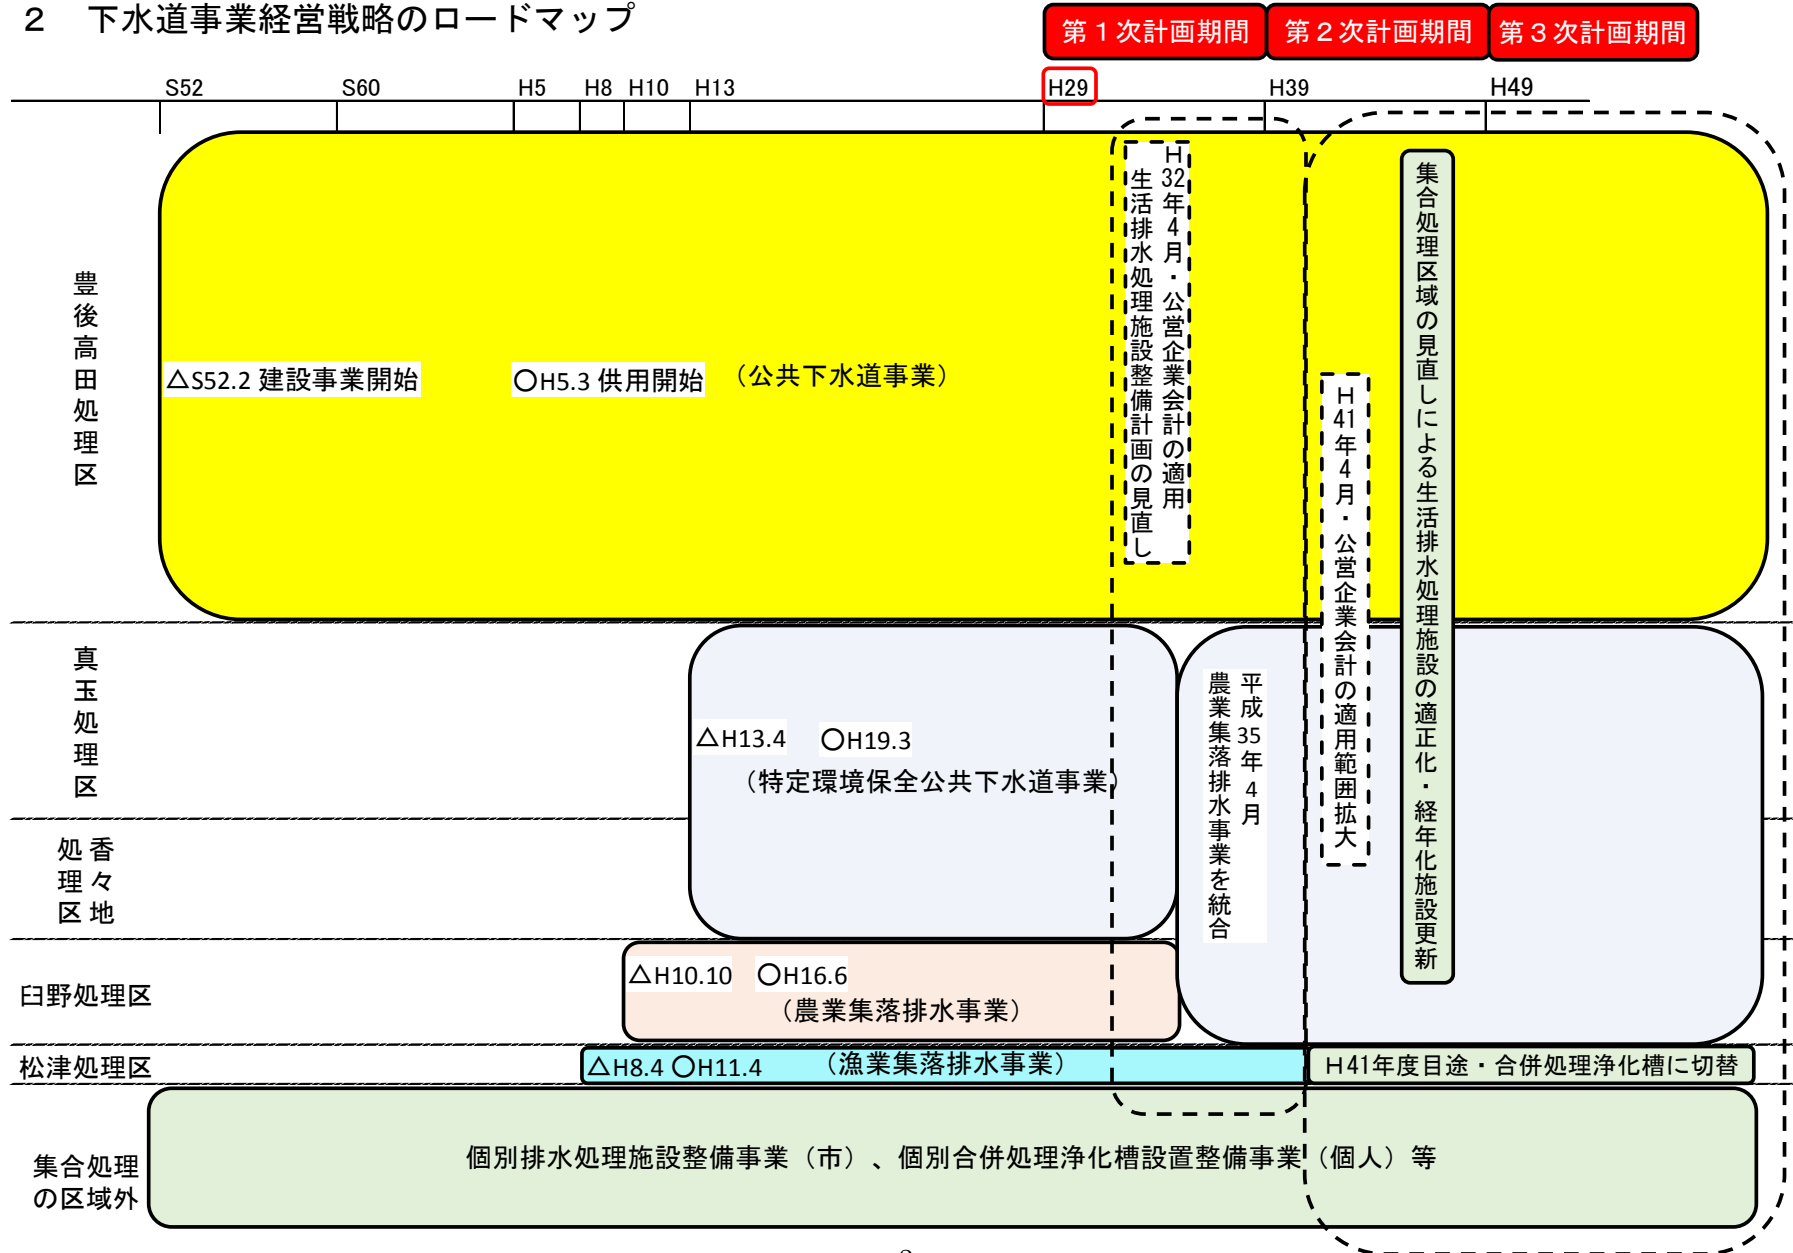 ２　下水道事業経営戦略のロードマップ
第１次計画期間
第２次計画期間
第３次計画期間
S52
S60
H5
H8
H10
H13
H29
H39
H49
豊後高田処理区
△S52.2 建設事業開始
○H5.3 供用開始
（公共下水道事業）
Ｈ32年４月・公営企業会計の適用
生活排水処理施設整備計画の見直し
Ｈ41年４月・公営企業会計の適用範囲拡大
集合処理区域の見直しによる生活排水処理施設の適正化・経年化施設更新
真玉処理区
△H13.4
○H19.3
（特定環境保全公共下水道事業）
平成35年４月
農業集落排水事業を統合
香々地
処理区
臼野処理区
△H10.10
○H16.6
（農業集落排水事業）
松津処理区
△H8.4 ○H11.4
（漁業集落排水事業）
Ｈ41年度目途・合併処理浄化槽に切替
集合処理
の区域外
個別排水処理施設整備事業（市）、個別合併処理浄化槽設置整備事業（個人）等